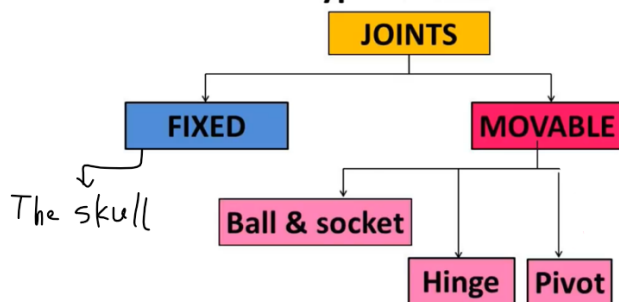 JOINTS
FIXED
MOVABLE
The skull
Ball & socket
Hinge
Pivot